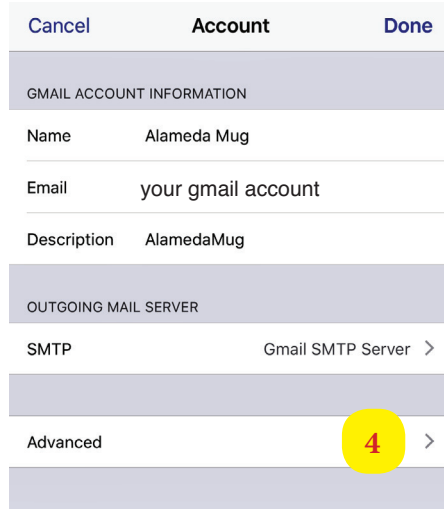 Cancel Account Done
GMAIL ACCOUNT INFORMATION
Name Alameda Mug
Email your gmail account
Description AlamedaMug
OUTGOING MAIL SERVER
SMTP Gmail SMTP Server
Advanced 4